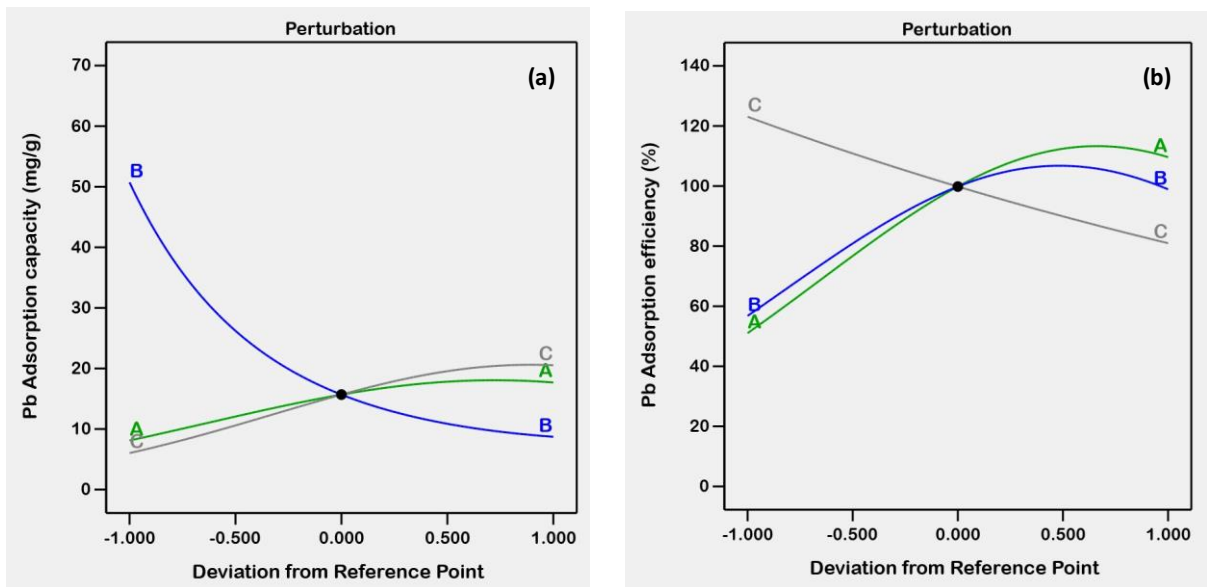 Perturbation
(a)
Pb Adsorption capacity (mg/g)
70
60
50
40
30
20
10
0
B
A
C
C
A
B
-1.000 -0.500 0.000 0.500 1.000
Deviation from Reference Point
Perturbation
(b)
Pb Adsorption efficiency (%)
140
120
100
80
60
40
20
0
C
B
A
A
B
C
-1.000 -0.500 0.000 0.500 1.000
Deviation from Reference Point